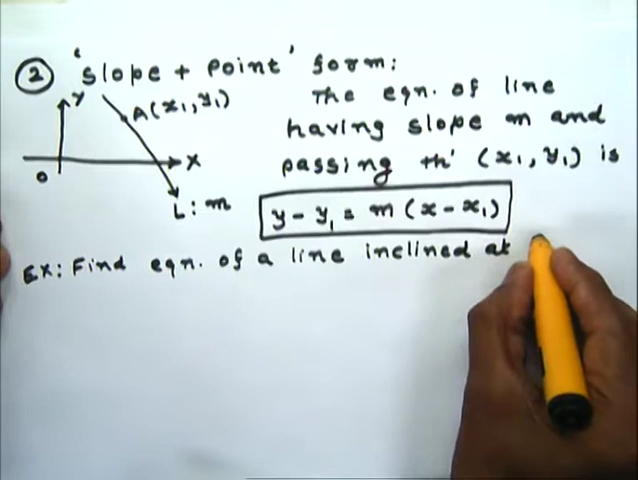 2 'slope + point' form:
Y
A(x₁, y₁)
X
O
L: m
The eqn. of line
having slope m and
passing th' (x₁, y₁) is
y - y₁ = m (x - x₁)
EX: Find eqn. of a line inclined at